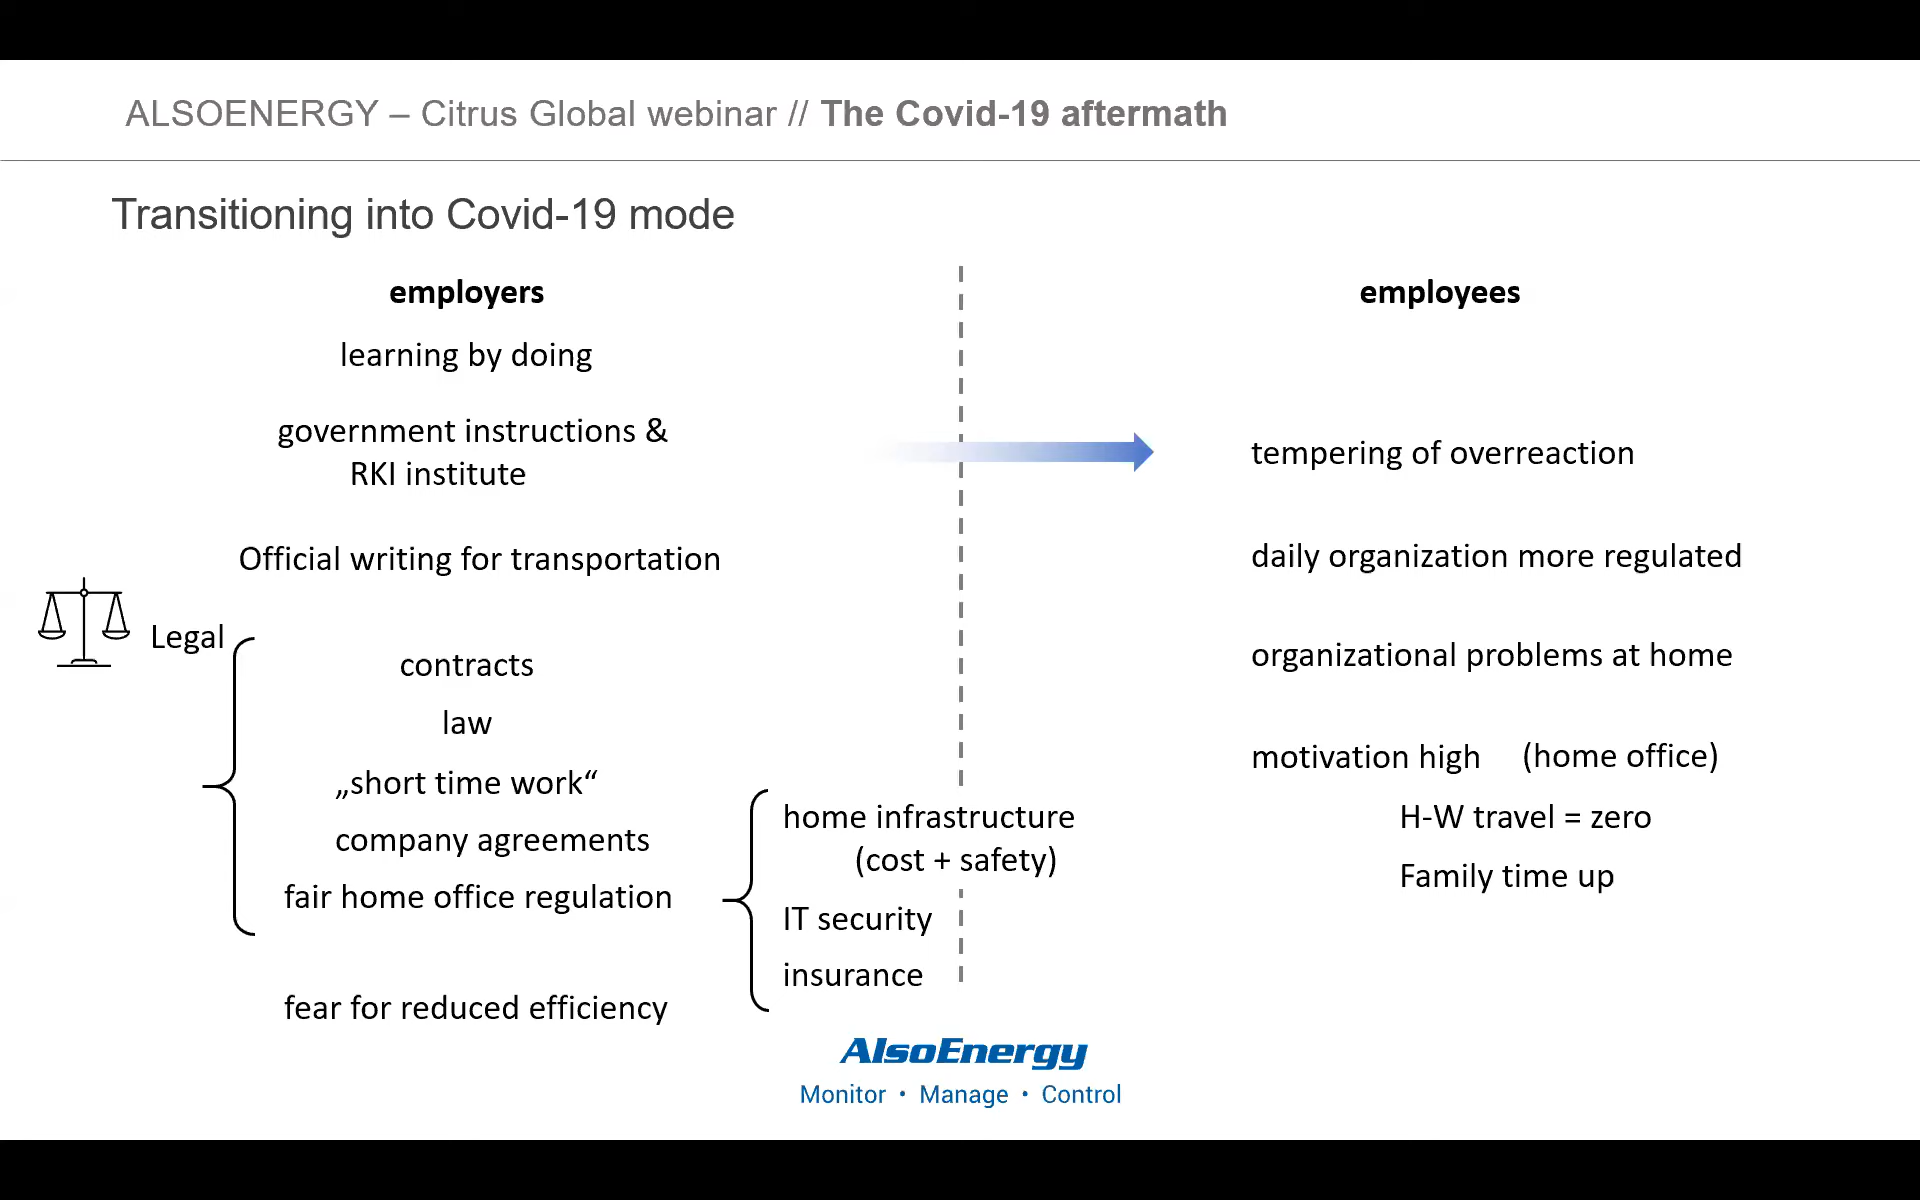 ALSOENERGY – Citrus Global webinar // The Covid-19 aftermath
Transitioning into Covid-19 mode
employers
learning by doing
government instructions &
RKI institute
Official writing for transportation
Legal
contracts
law
„short time work“
company agreements
fair home office regulation
home infrastructure
(cost + safety)
IT security
insurance
fear for reduced efficiency
employees
tempering of overreaction
daily organization more regulated
organizational problems at home
motivation high (home office)
H-W travel = zero
Family time up
AlsoEnergy
Monitor • Manage • Control